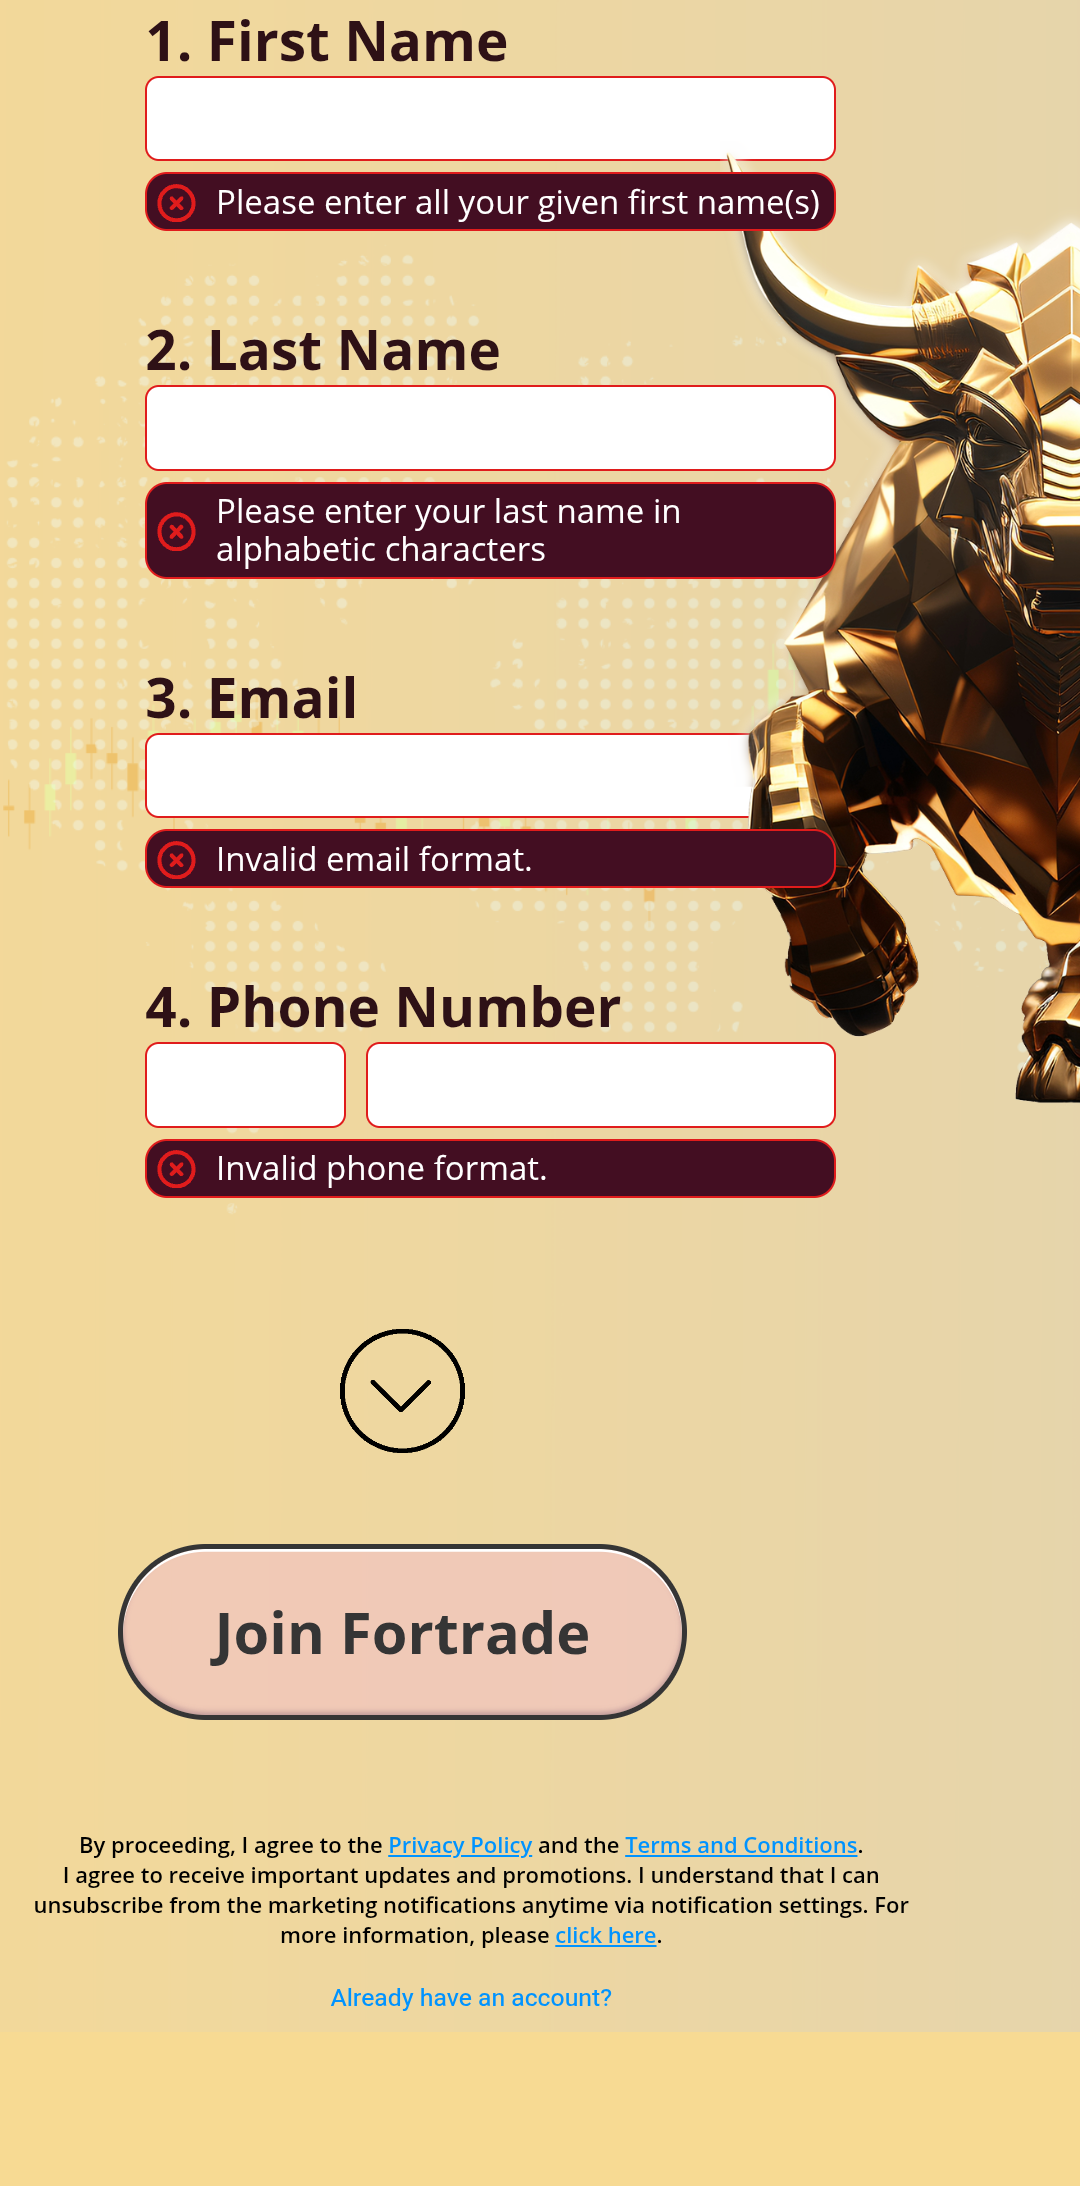 1. First Name
Please enter all your given first name(s)
2. Last Name
Please enter your last name in
alphabetic characters
3. Email
Invalid email format.
4. Phone Number
Invalid phone format.
Join Fortrade
By proceeding, I agree to the Privacy Policy and the Terms and Conditions.
I agree to receive important updates and promotions. I understand that I can
unsubscribe from the marketing notifications anytime via notification settings. For
more information, please click here.
Already have an account?